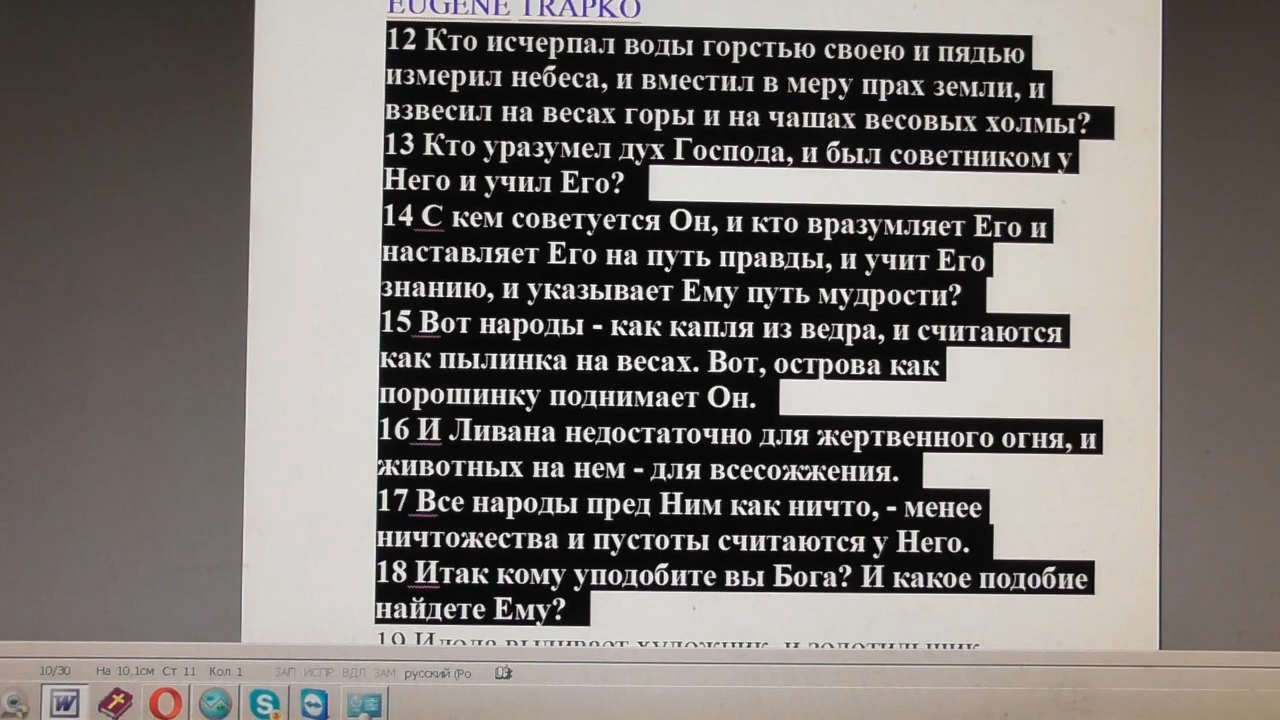 EUGENE TRAPKO
12 Кто исчерпал воды горстью своею и пядью
измерил небеса, и вместил в меру прах земли, и
взвесил на весах горы и на чашах весовых холмы?
13 Кто уразумел дух Господа, и был советником у
Него и учил Его?
14 С кем советуется Он, и кто вразумляет Его и
наставляет Его на путь правды, и учит Его
знанию, и указывает Ему путь мудрости?
15 Вот народы - как капля из ведра, и считаются
как пылинка на весах. Вот, острова как
порошинку поднимает Он.
16 И Ливана недостаточно для жертвенного огня, и
животных на нем - для всесожжения.
17 Все народы пред Ним как ничто, - менее
ничтожества и пустоты считаются у Него.
18 Итак кому уподобите вы Бога? И какое подобие
найдете Ему?
19 Идола выливает художник, и золотильщик
10/30 На 10,1см Ст 11 Кол 1 ЗАП ИСПР ВДЛ ЗАМ русский (Ро
W S